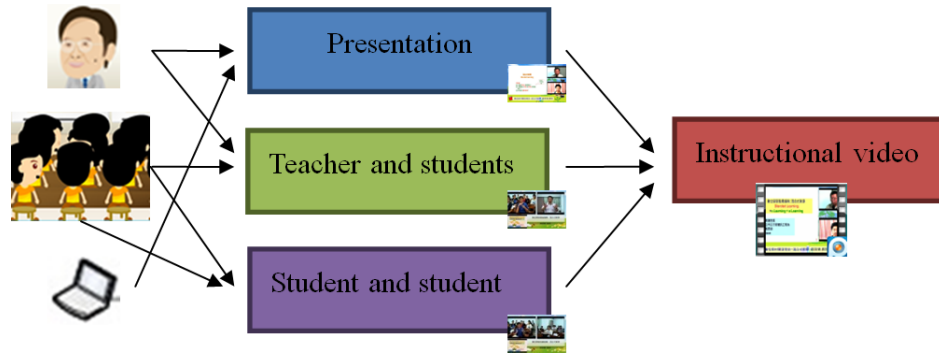 Presentation
Teacher and students
Instructional video
Student and student